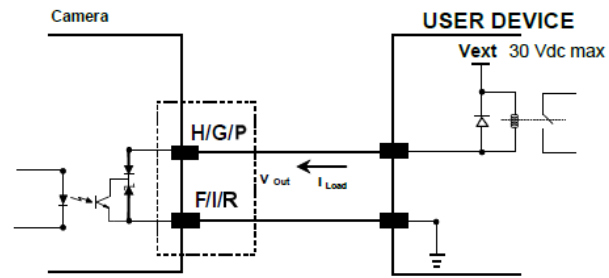 Camera
USER DEVICE
Vext 30 Vdc max
H/G/P
V Out
I Load
F/I/R